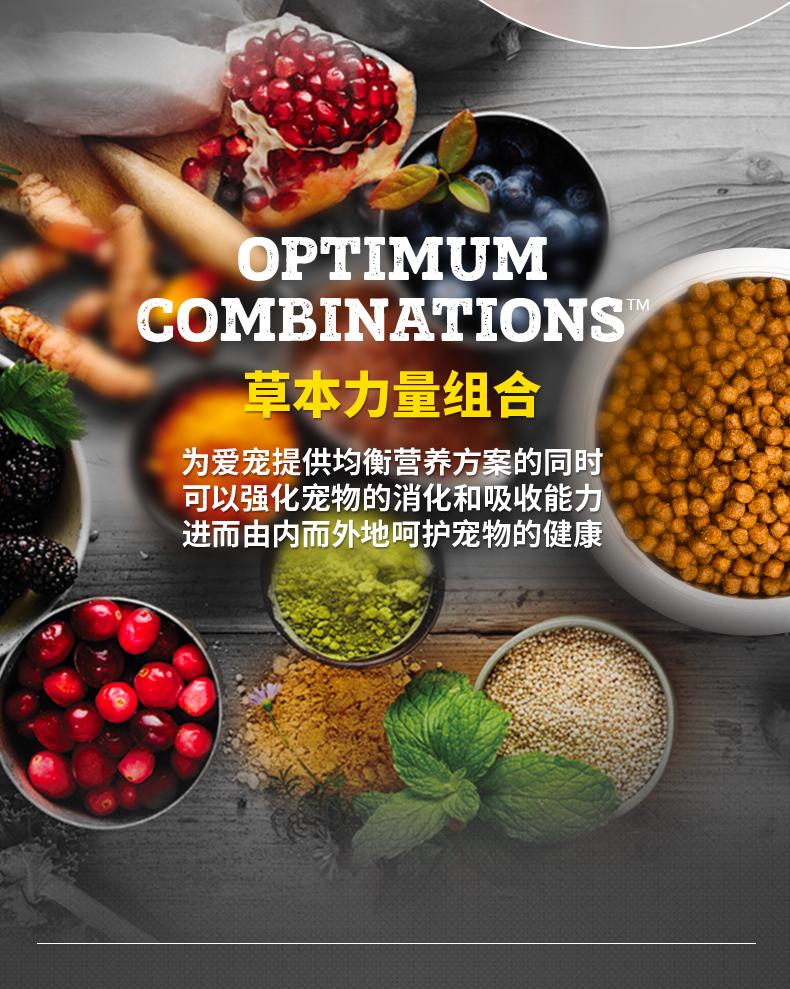 OPTIMUM
COMBINATIONS™
草本力量组合
为爱宠提供均衡营养方案的同时
可以强化宠物的消化和吸收能力
进而由内而外地呵护宠物的健康